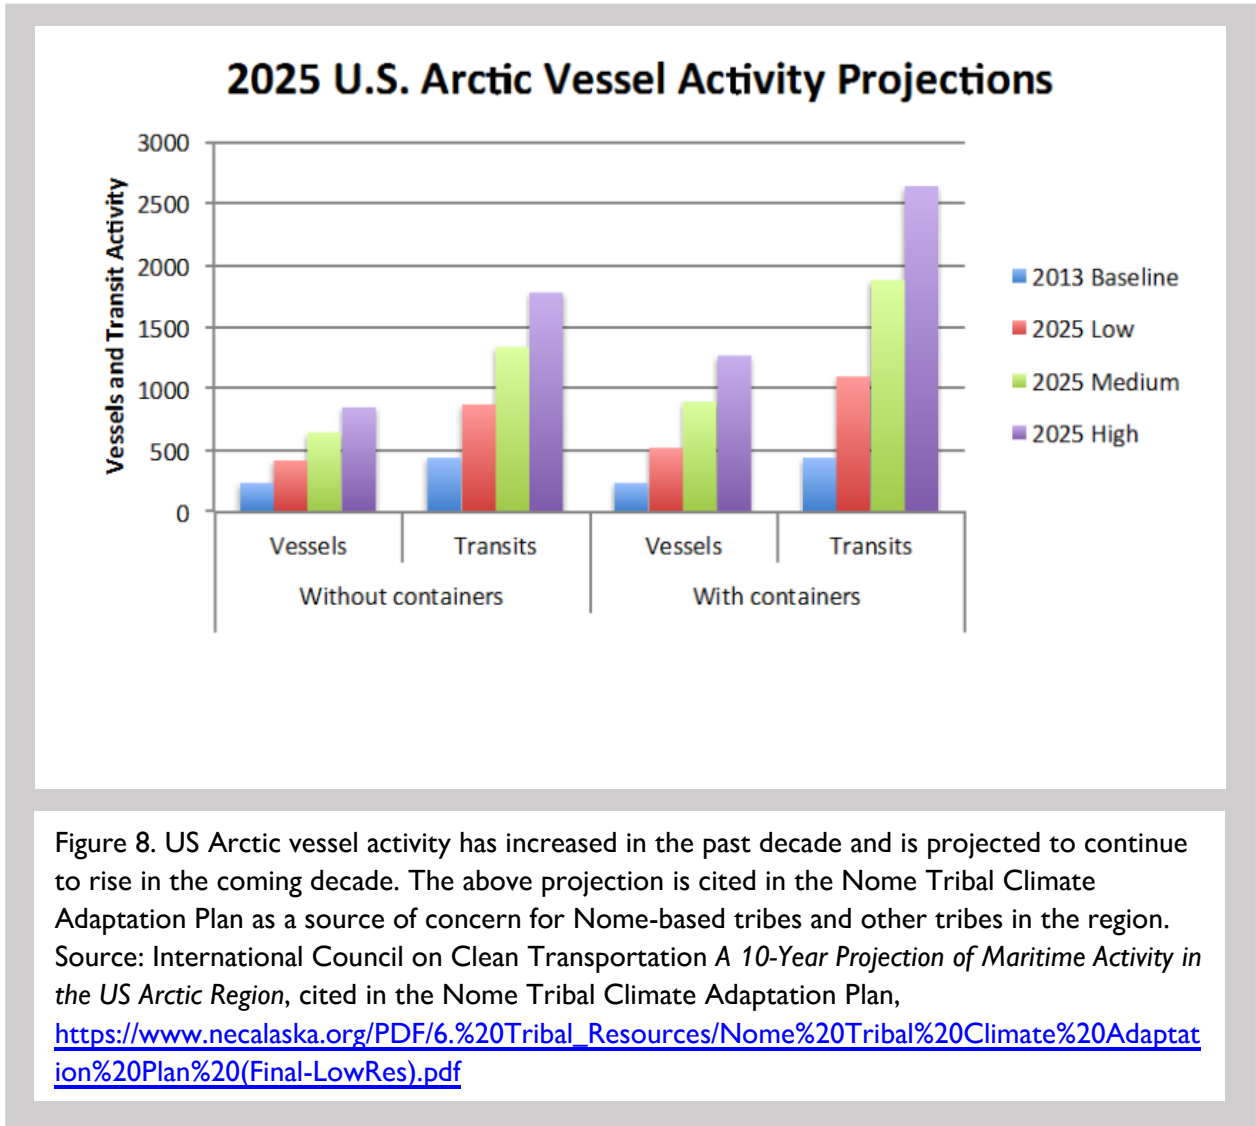 2025 U.S. Arctic Vessel Activity Projections
Vessels and Transit Activity
3000
2500
2000
1500
1000
500
0
Vessels
Transits
Vessels
Transits
Without containers
With containers
2013 Baseline
2025 Low
2025 Medium
2025 High
Figure 8. US Arctic vessel activity has increased in the past decade and is projected to continue
to rise in the coming decade. The above projection is cited in the Nome Tribal Climate
Adaptation Plan as a source of concern for Nome-based tribes and other tribes in the region.
Source: International Council on Clean Transportation A 10-Year Projection of Maritime Activity in
the US Arctic Region, cited in the Nome Tribal Climate Adaptation Plan,
https://www.necalaska.org/PDF/6.%20Tribal_Resources/Nome%20Tribal%20Climate%20Adaptat
ion%20Plan%20(Final-LowRes).pdf